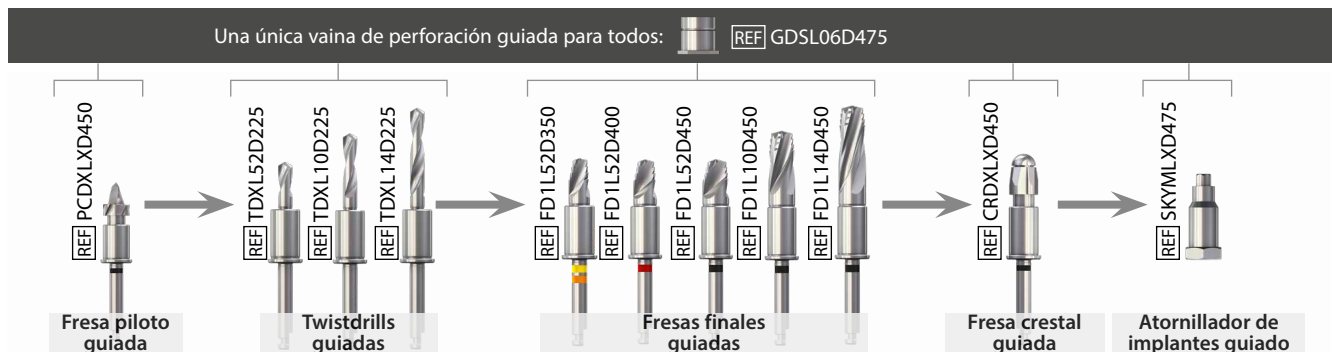 Una única vaina de perforación guiada para todos: REF GDSL06D475
REF PCDXLXD450
REF TDXL52D225
REF TDXL10D225
REF TDXL14D225
REF FD1L52D350
REF FD1L52D400
REF FD1L52D450
REF FD1L10D450
REF FD1L14D450
REF CRDXLXD450
REF SKYMLXD475
Fresa piloto
guiada
Twistdrills
guiadas
Fresas finales
guiadas
Fresa crestal
guiada
Atornillador de
implantes guiado